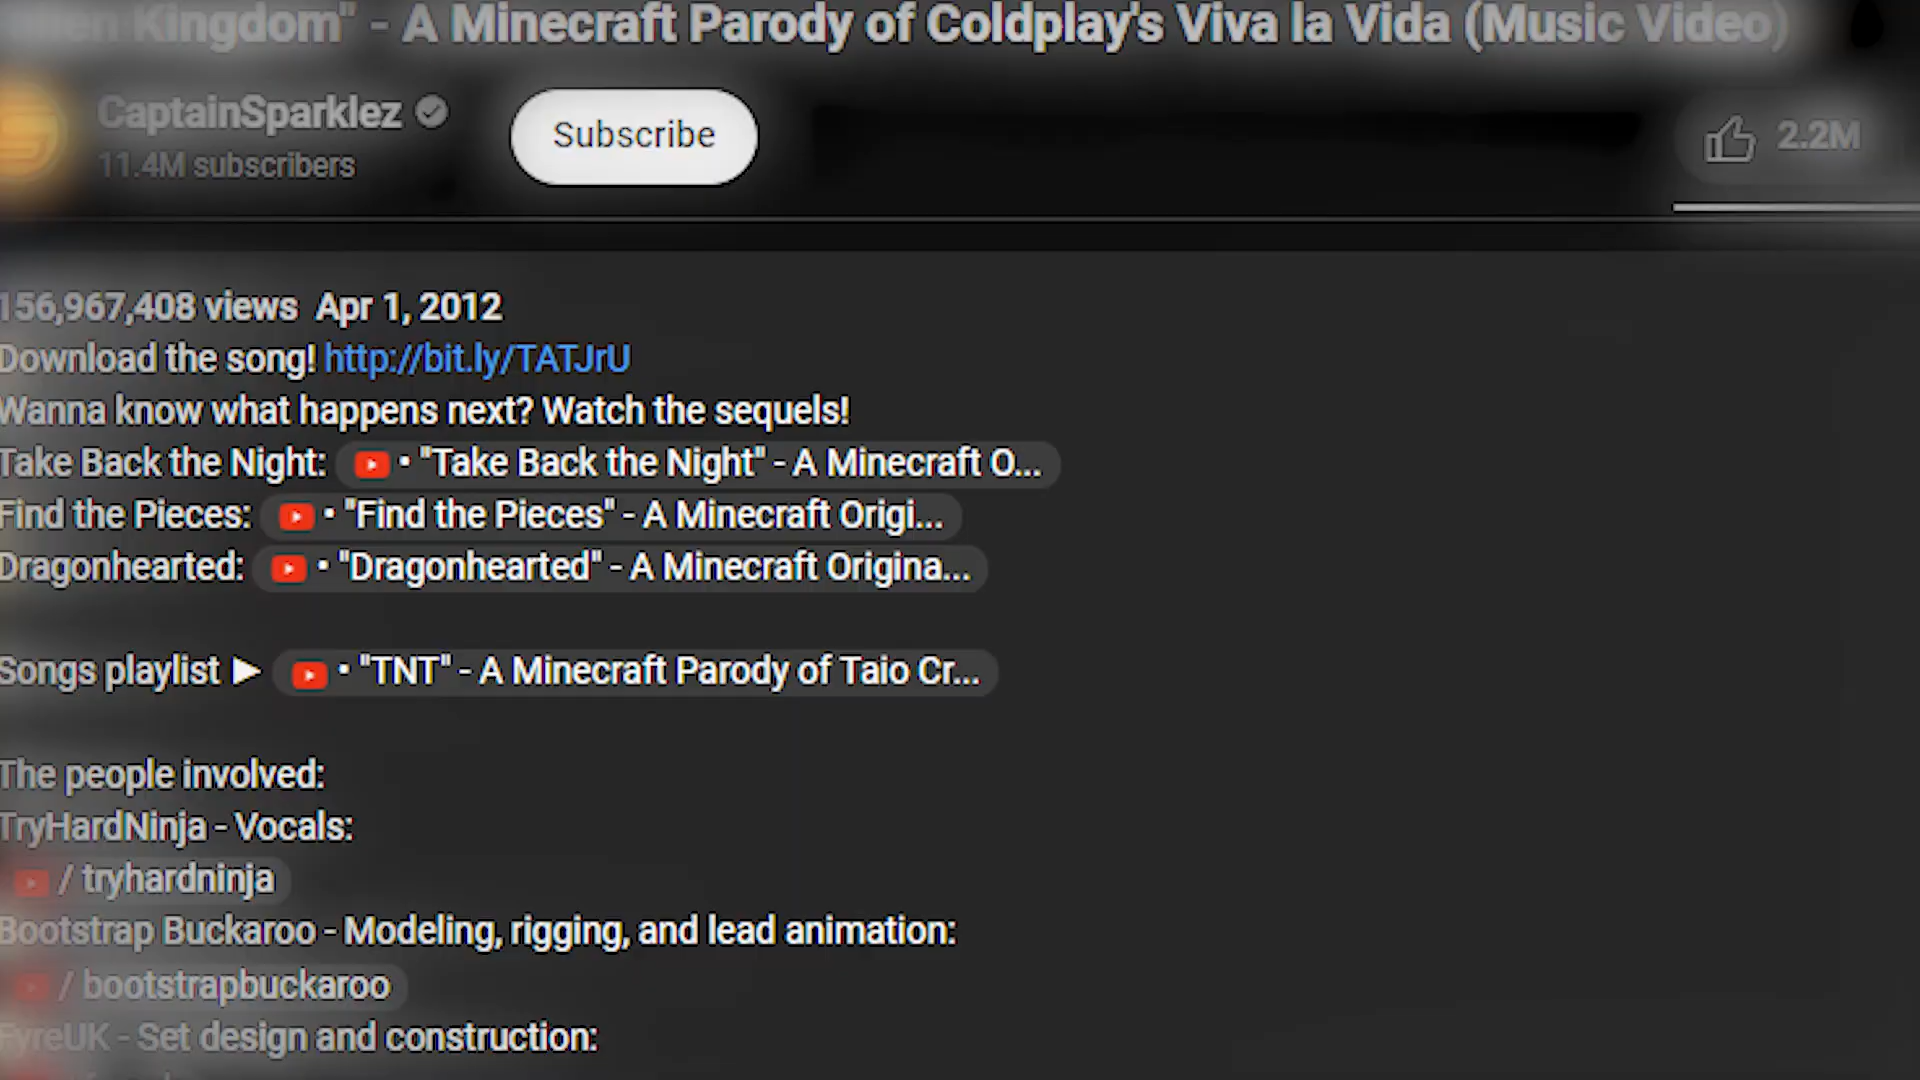 Kingdom" - A Minecraft Parody of Coldplay's Viva la Vida (Music Video)
CaptainSparklez
11.4M subscribers
Subscribe
2.2M
156,967,408 views Apr 1, 2012
Download the song! http://bit.ly/TATJrU
Wanna know what happens next? Watch the sequels!
Take Back the Night: • "Take Back the Night" - A Minecraft O...
Find the Pieces: • "Find the Pieces" - A Minecraft Origi...
Dragonhearted: • "Dragonhearted" - A Minecraft Origina...
Songs playlist ▶ • "TNT" - A Minecraft Parody of Taio Cr...
The people involved:
TryHardNinja - Vocals:
/ tryhardninja
Bootstrap Buckaroo - Modeling, rigging, and lead animation:
/ bootstrapbuckaroo
FyreUK - Set design and construction: